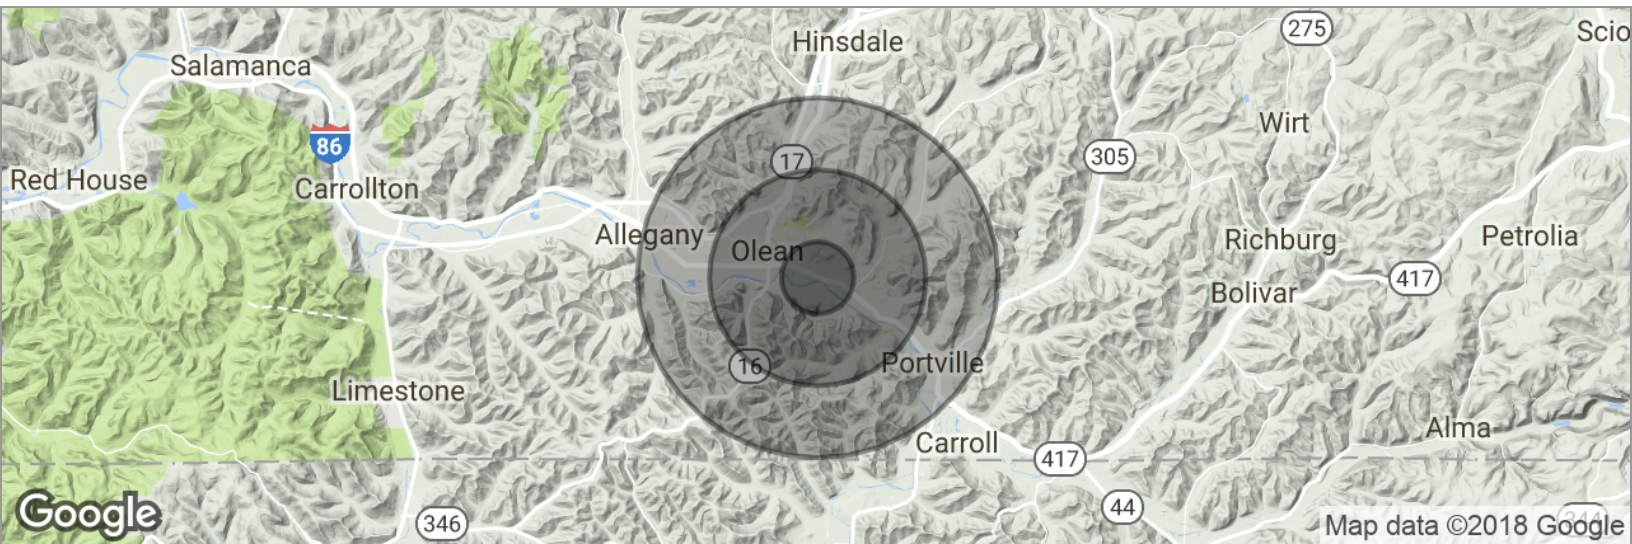 Hinsdale
275
Scio
Salamanca
Wirt
86
17
305
Red House
Carrollton
Allegany
Olean
Richburg
Petrolia
417
Bolivar
16
Portville
Limestone
Alma
Carroll
417
44
346
244
Google
Map data ©2018 Google